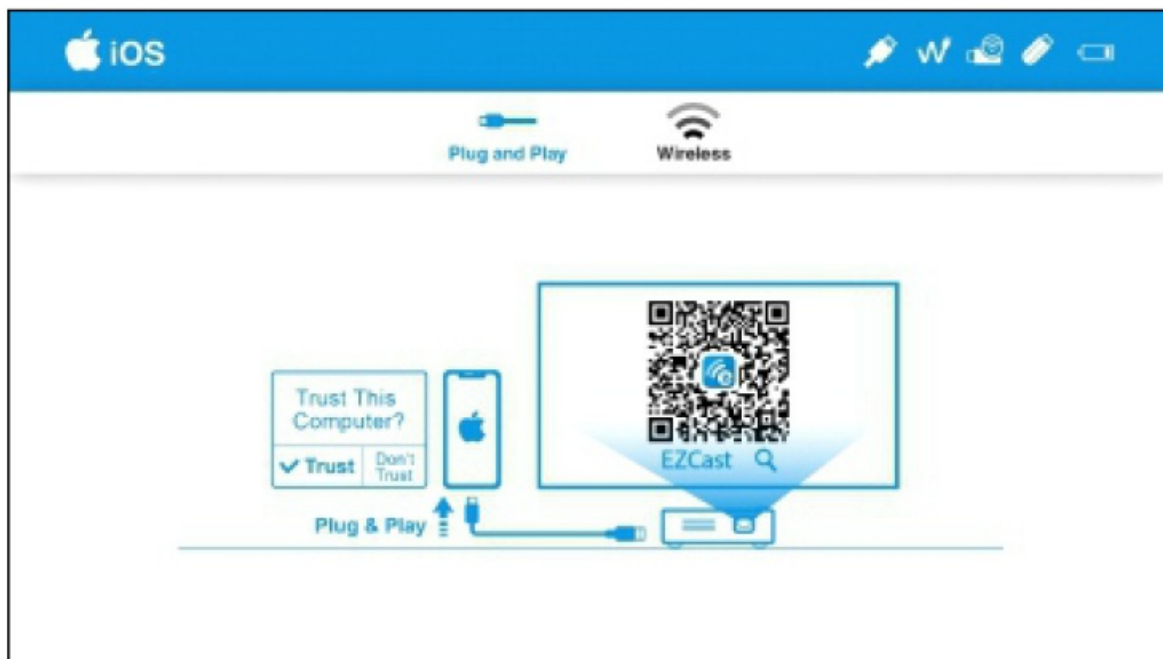 iOS
Plug and Play
Wireless
Trust This
Computer?
Trust
Don't
Trust
EZCast
Plug & Play